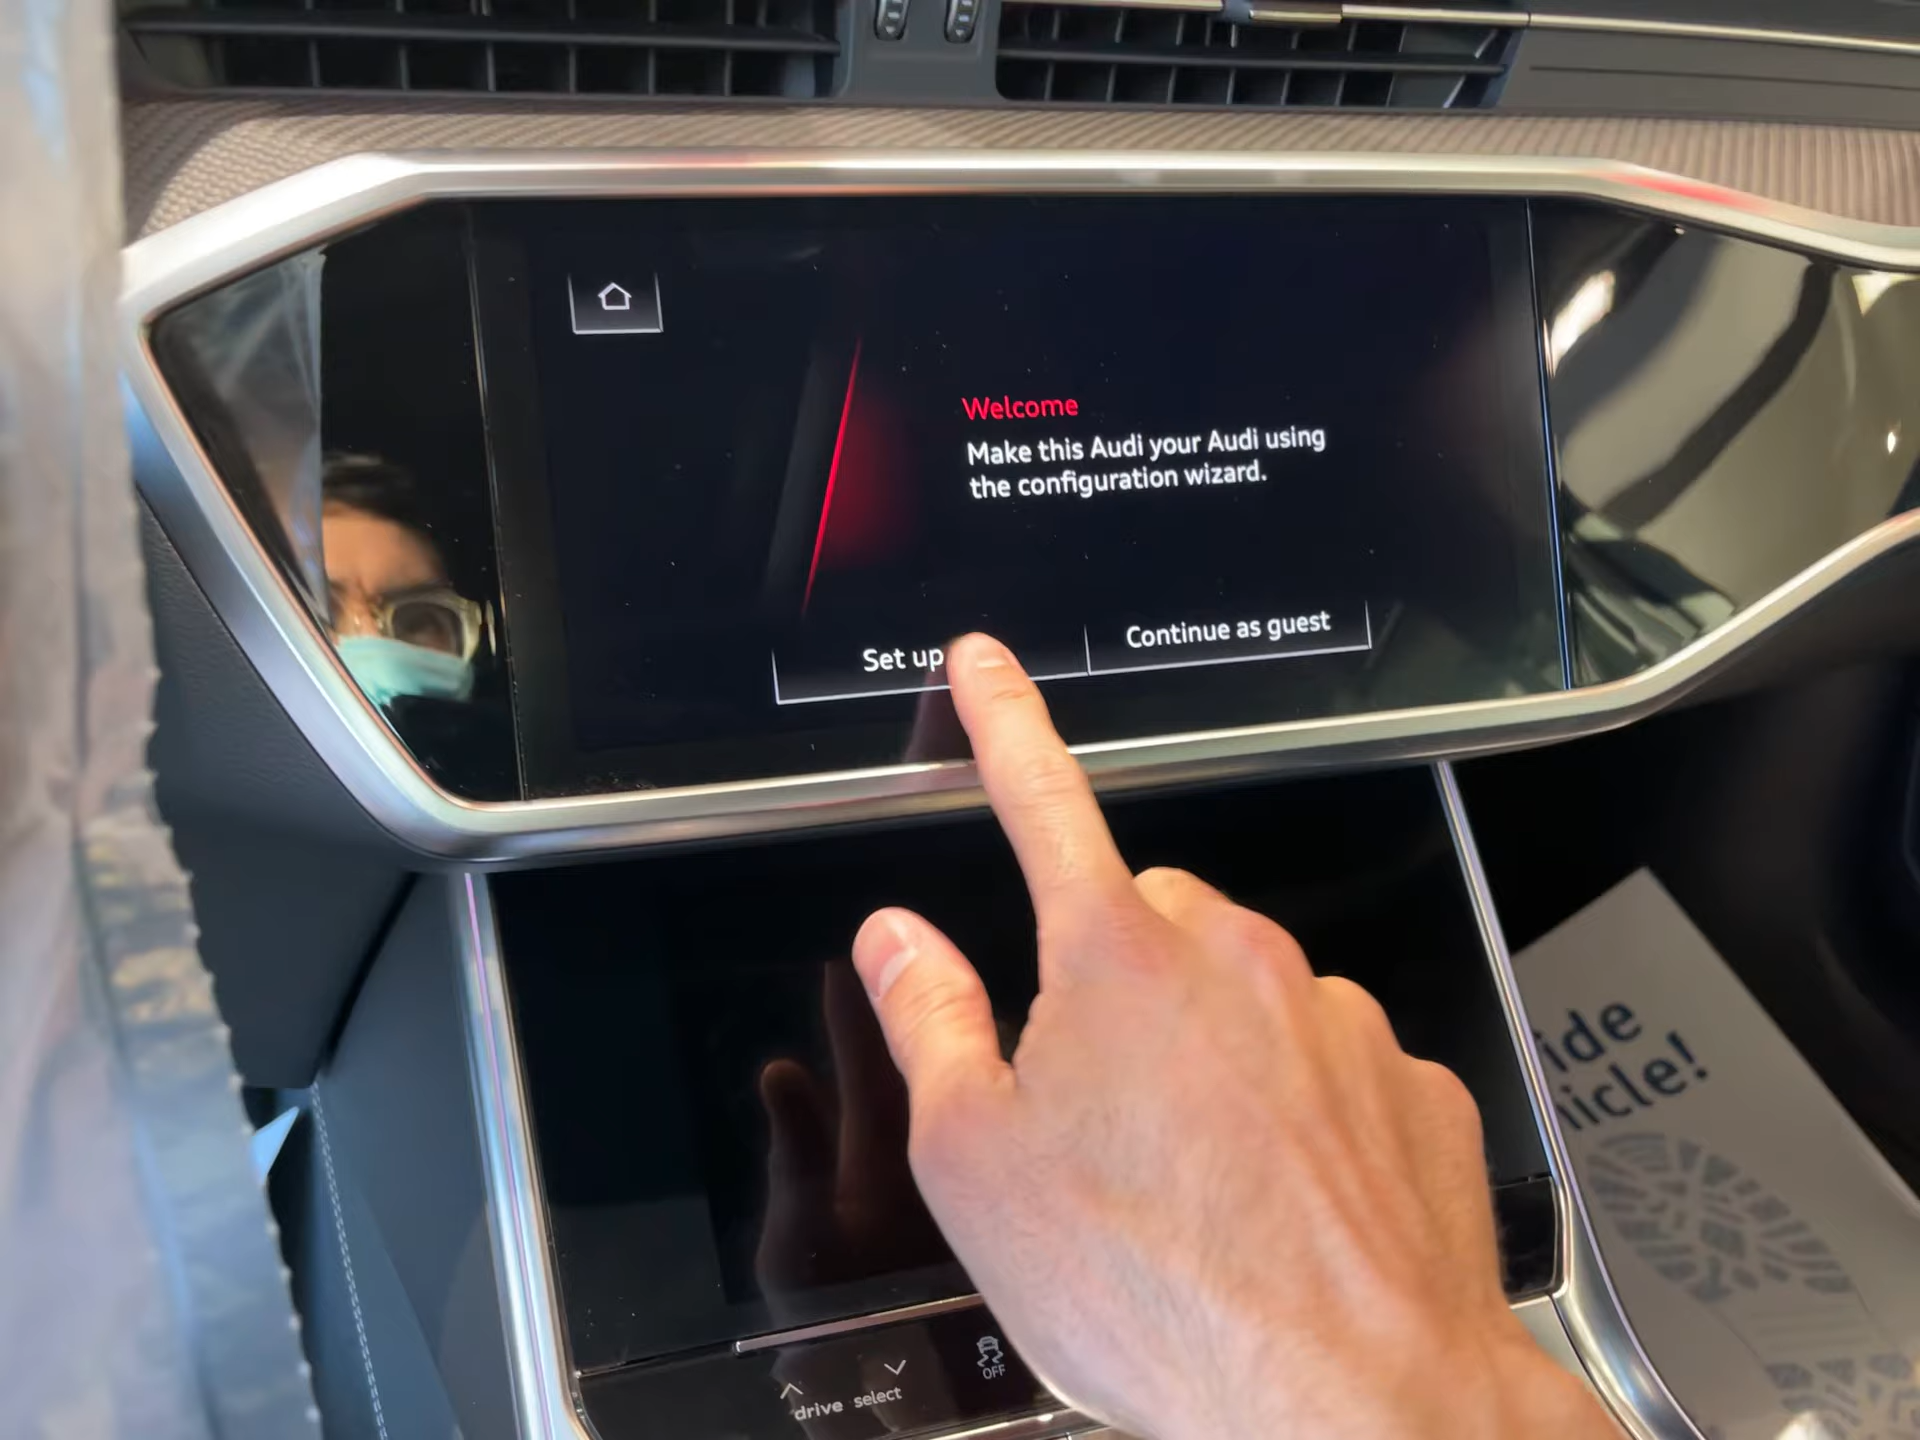 Welcome
Make this Audi your Audi using
the configuration wizard.
Set up
Continue as guest
ide
icle!
drive select
OFF